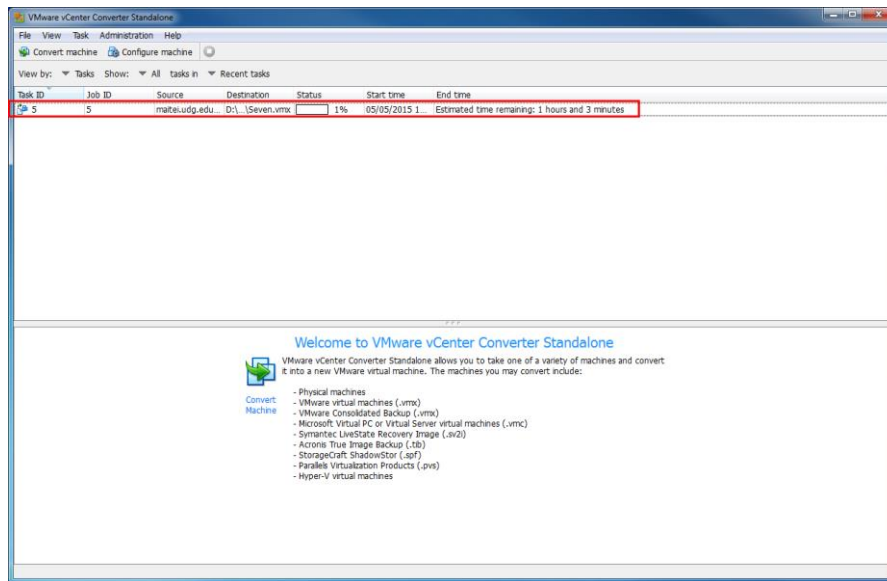 VMware vCenter Converter Standalone
File View Task Administration Help
Convert machine Configure machine
View by: Tasks Show: All tasks in Recent tasks
Task ID Job ID Source Destination Status Start time End time
5 5 maitei.udg.edu... D:\...\Seven.vmx 1% 05/05/2015 1... Estimated time remaining: 1 hours and 3 minutes
Welcome to VMware vCenter Converter Standalone
VMware vCenter Converter Standalone allows you to take one of a variety of machines and convert
it into a new VMware virtual machine. The machines you may convert include:
Convert
Machine
- Physical machines
- VMware virtual machines (.vmx)
- VMware Consolidated Backup (.vmx)
- Microsoft Virtual PC or Virtual Server virtual machines (.vmc)
- Symantec LiveState Recovery Image (.sv2i)
- Acronis True Image Backup (.tib)
- StorageCraft ShadowStor (.spf)
- Parallels Virtualization Products (.pvs)
- Hyper-V virtual machines